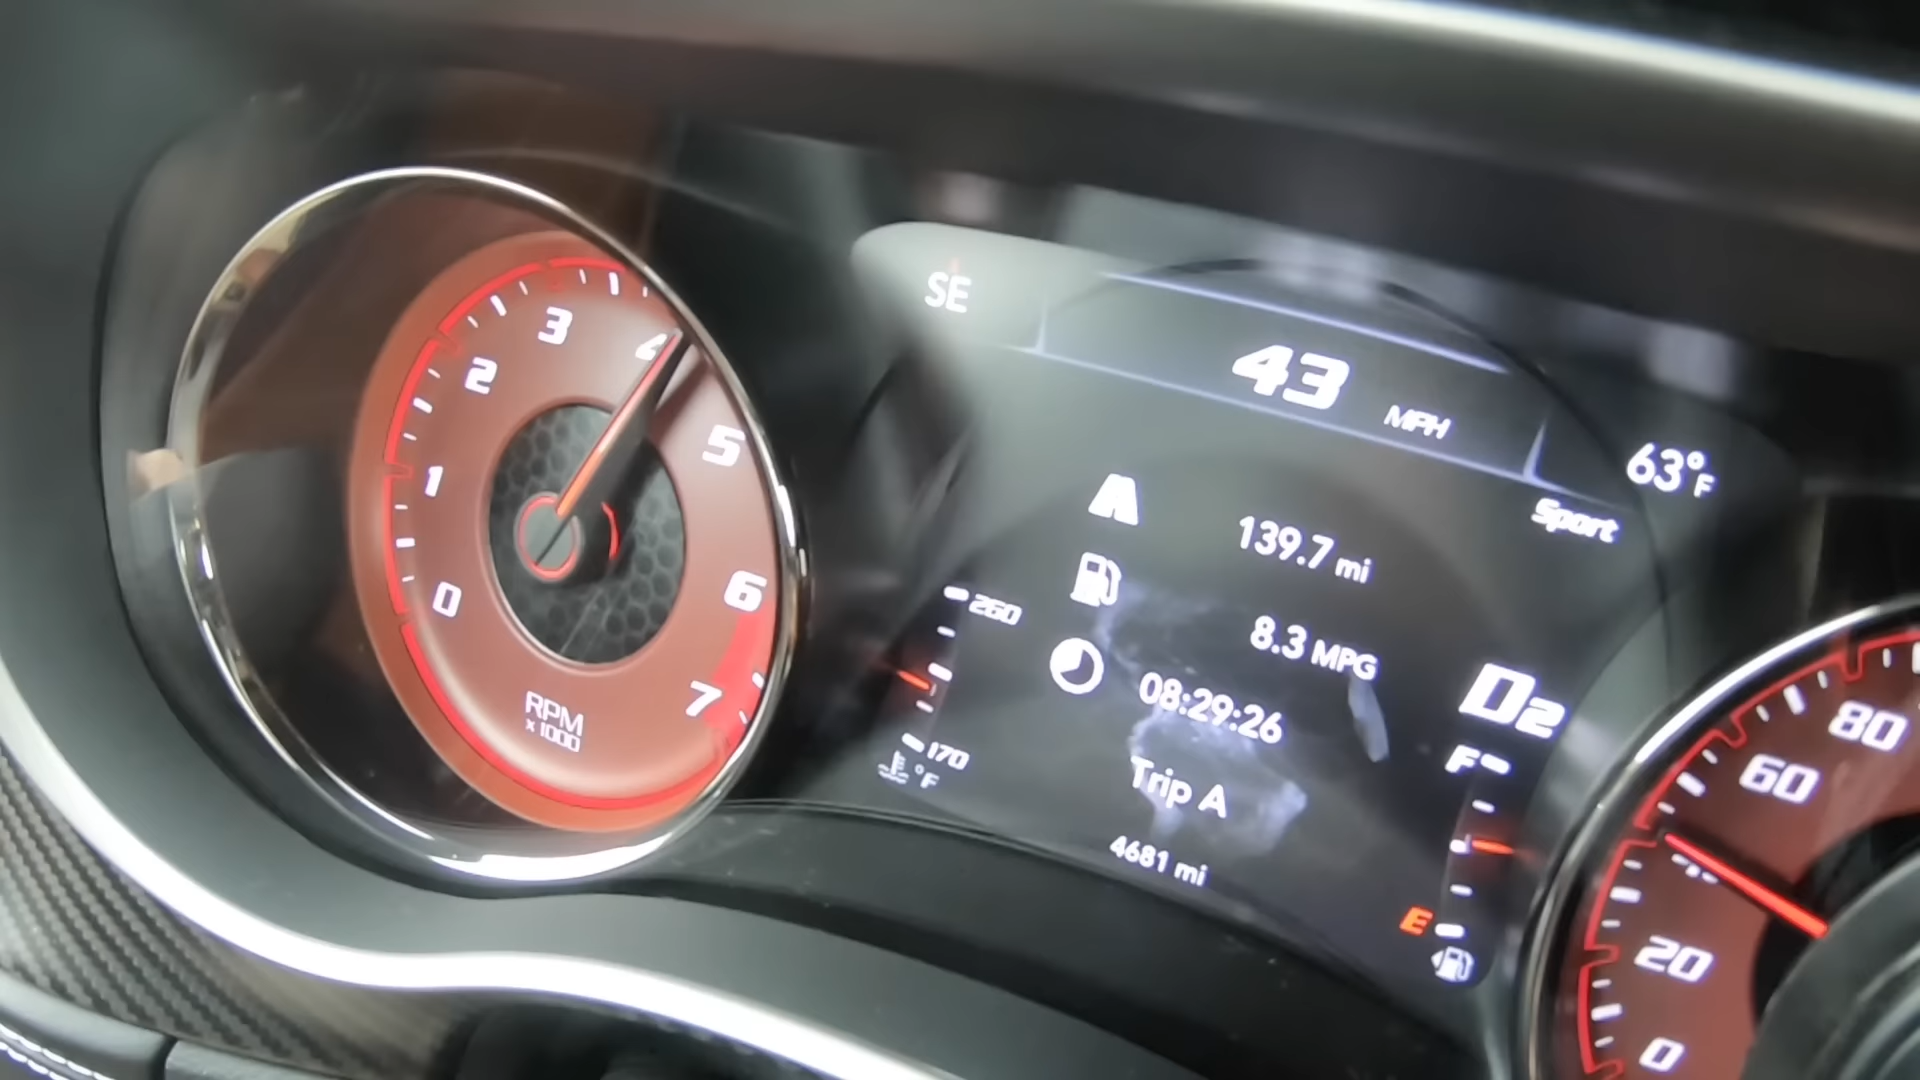 0
1
2
3
4
5
6
7
RPM
x 1000
SE
43 MPH
63°F
Sport
139.7 mi
8.3 MPG
08:29:26
Trip A
4681 mi
260
170
°F
D2
F
E
0
20
60
80